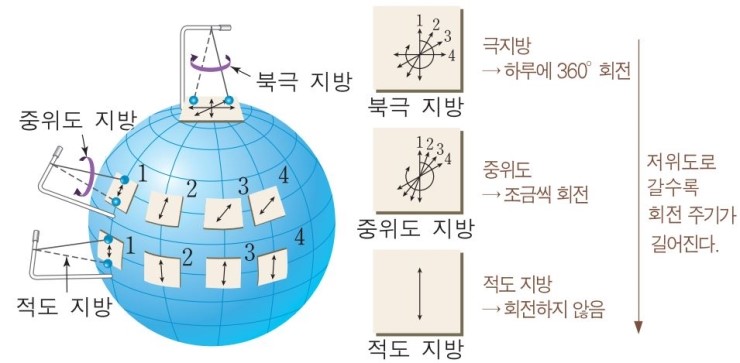 북극 지방
중위도 지방
1
2
3
4
1
2
3
4
적도 지방
1
2
3
4
북극 지방
극지방
→ 하루에 360° 회전
1
2
3
4
중위도 지방
중위도
→ 조금씩 회전
적도 지방
적도 지방
→ 회전하지 않음
저위도로
갈수록
회전 주기가
길어진다.